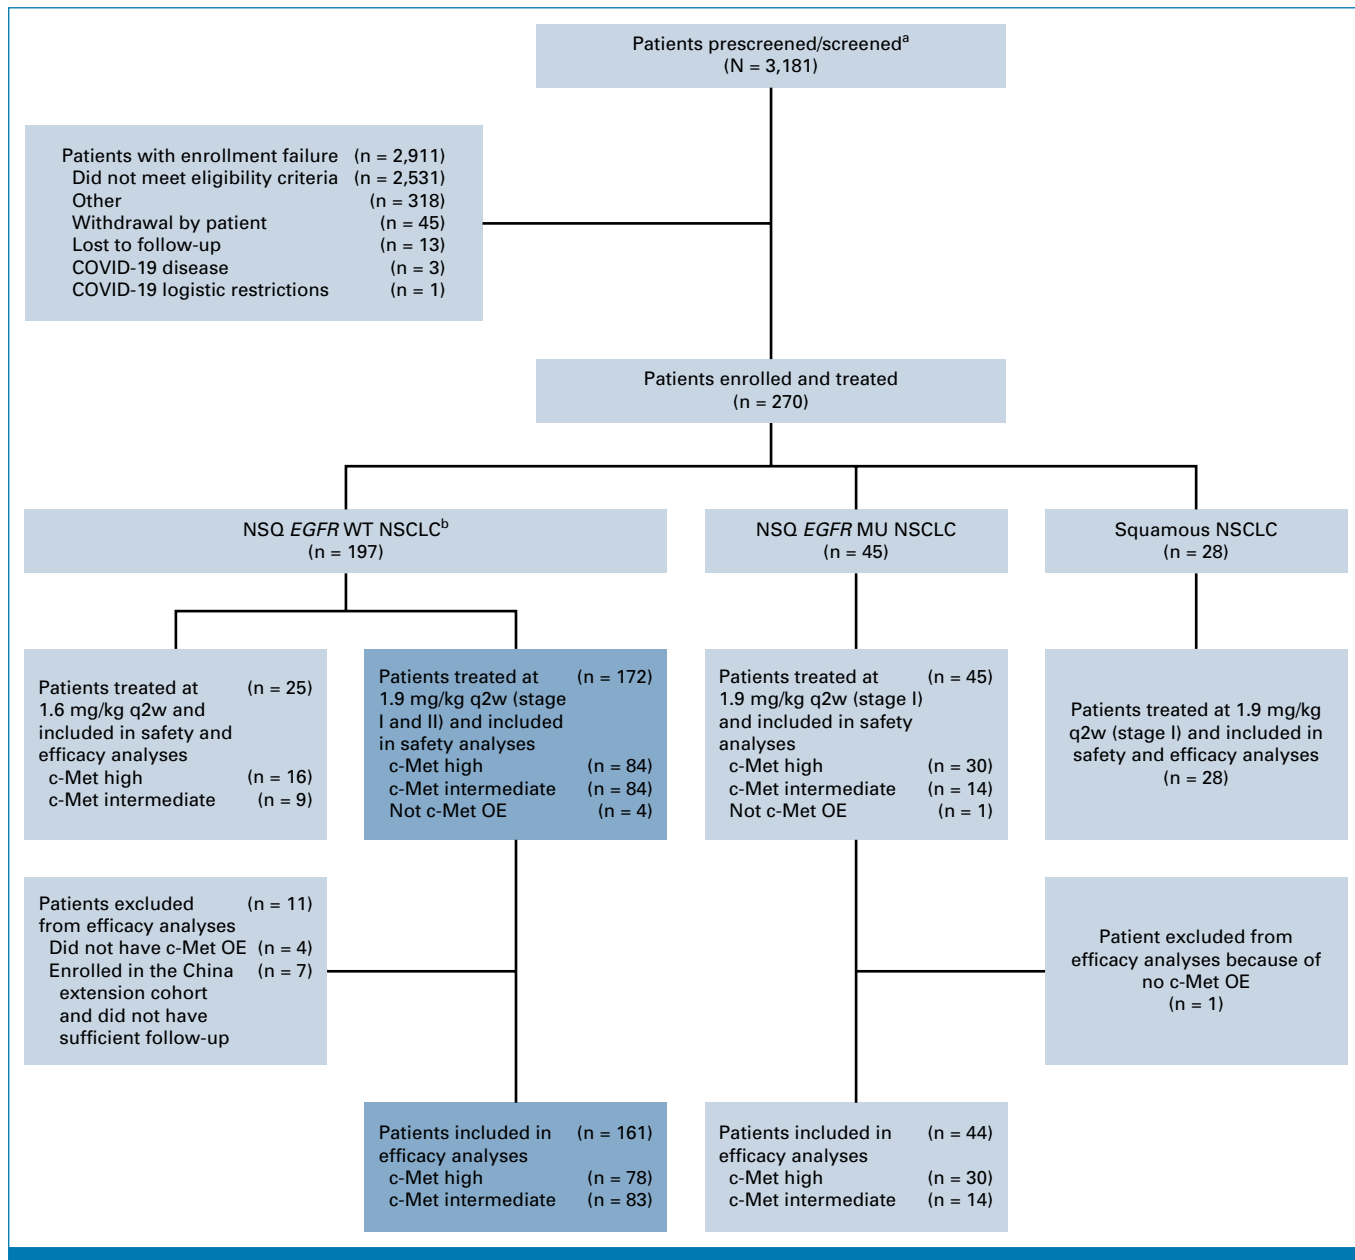 Patients prescreened/screenedᵃ
(N = 3,181)
Patients with enrollment failure (n = 2,911)
Did not meet eligibility criteria (n = 2,531)
Other (n = 318)
Withdrawal by patient (n = 45)
Lost to follow-up (n = 13)
COVID-19 disease (n = 3)
COVID-19 logistic restrictions (n = 1)
Patients enrolled and treated
(n = 270)
NSQ EGFR WT NSCLCᵇ
(n = 197)
NSQ EGFR MU NSCLC
(n = 45)
Squamous NSCLC
(n = 28)
Patients treated at (n = 25)
1.6 mg/kg q2w and
included in safety and
efficacy analyses
c-Met high (n = 16)
c-Met intermediate (n = 9)
Patients treated at (n = 172)
1.9 mg/kg q2w (stage
I and II) and included
in safety analyses
c-Met high (n = 84)
c-Met intermediate (n = 84)
Not c-Met OE (n = 4)
Patients treated at (n = 45)
1.9 mg/kg q2w (stage I)
and included in safety
analyses
c-Met high (n = 30)
c-Met intermediate (n = 14)
Not c-Met OE (n = 1)
Patients treated at 1.9 mg/kg
q2w (stage I) and included in
safety and efficacy analyses
(n = 28)
Patients excluded (n = 11)
from efficacy analyses
Did not have c-Met OE (n = 4)
Enrolled in the China (n = 7)
extension cohort
and did not have
sufficient follow-up
Patient excluded from
efficacy analyses because of
no c-Met OE
(n = 1)
Patients included in (n = 161)
efficacy analyses
c-Met high (n = 78)
c-Met intermediate (n = 83)
Patients included in (n = 44)
efficacy analyses
c-Met high (n = 30)
c-Met intermediate (n = 14)